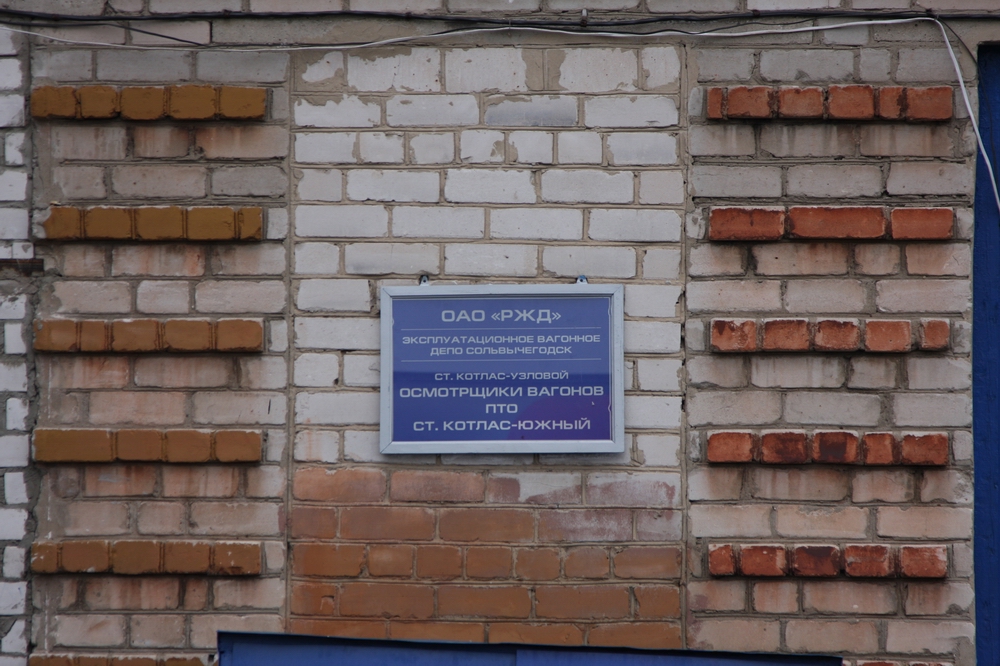 ОАО «РЖД»
ЭКСПЛУАТАЦИОННОЕ ВАГОННОЕ
ДЕПО СОЛЬВЫЧЕГОДСК
СТ. КОТЛАС-УЗЛОВОЙ
ОСМОТРЩИКИ ВАГОНОВ
ПТО
СТ. КОТЛАС-ЮЖНЫЙ